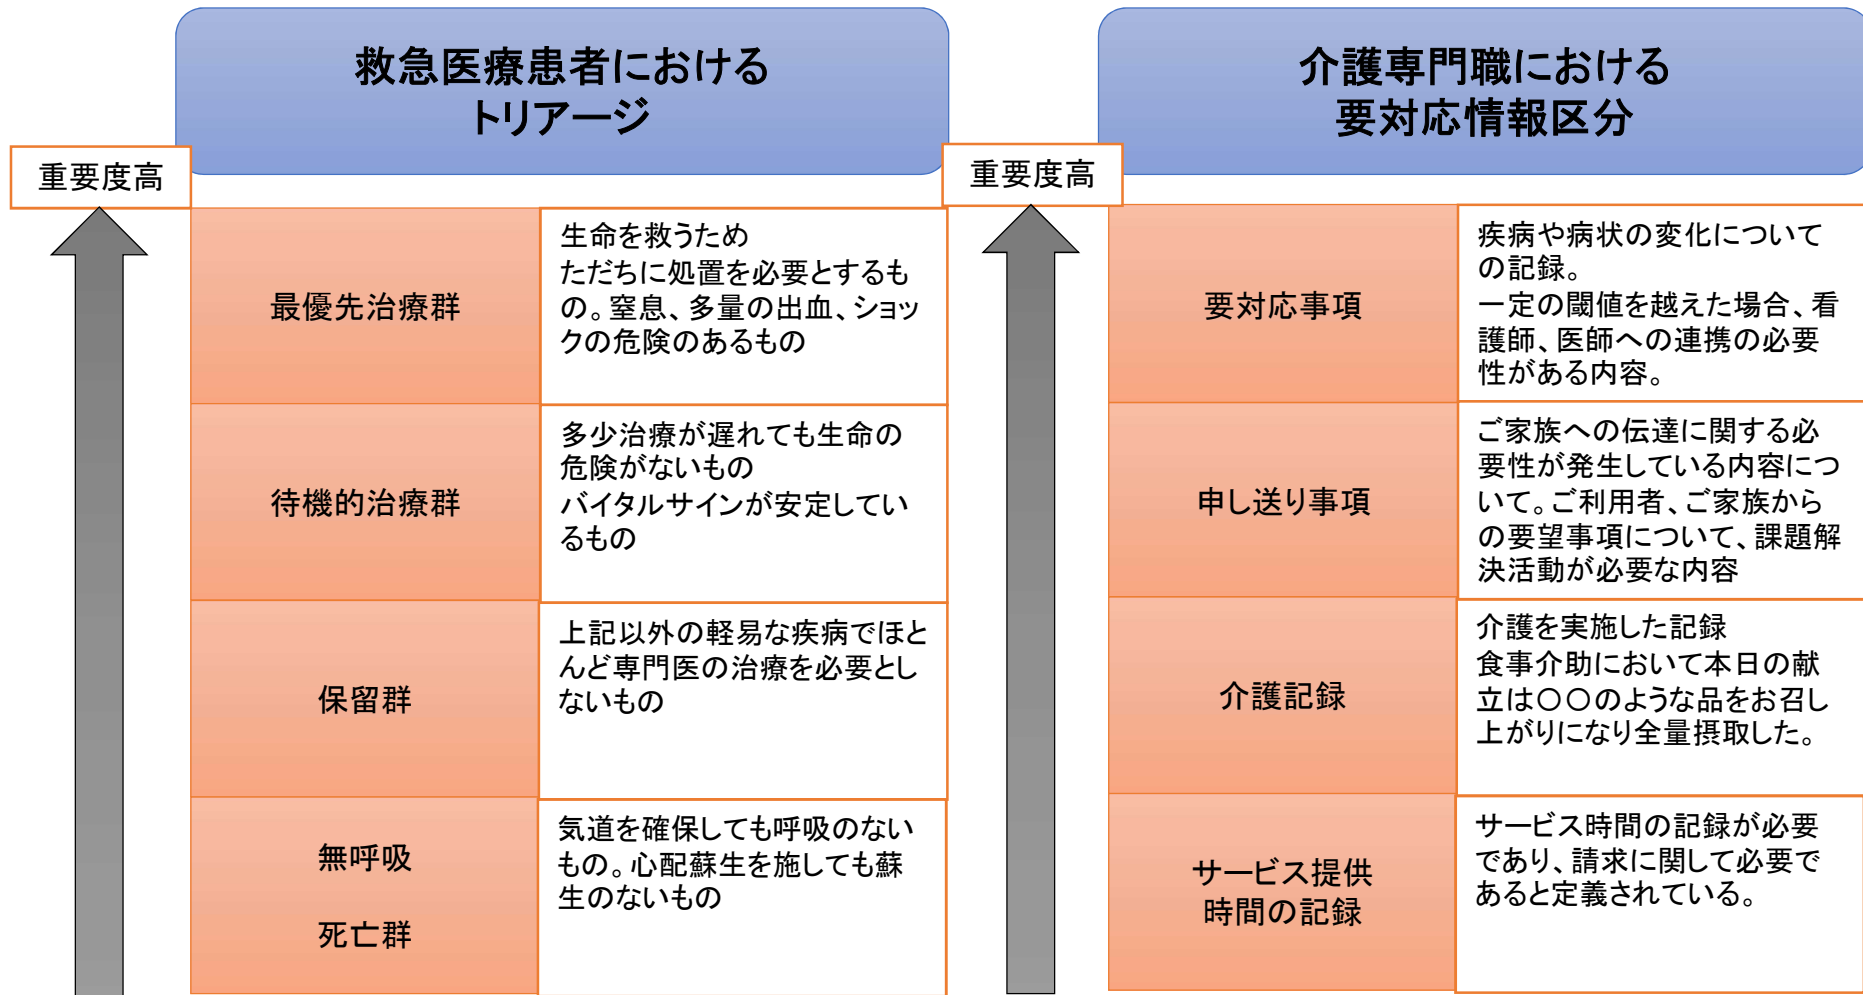 救急医療患者における
トリアージ
重要度高
最優先治療群
生命を救うため
ただちに処置を必要とするも
の。窒息、多量の出血、ショッ
クの危険のあるもの
待機的治療群
多少治療が遅れても生命の
危険がないもの
バイタルサインが安定してい
るもの
保留群
上記以外の軽易な疾病でほと
んど専門医の治療を必要とし
ないもの
無呼吸
死亡群
気道を確保しても呼吸のない
もの。心配蘇生を施しても蘇
生のないもの
介護専門職における
要対応情報区分
重要度高
要対応事項
疾病や病状の変化について
の記録。
一定の閾値を越えた場合、看
護師、医師への連携の必要
性がある内容。
申し送り事項
ご家族への伝達に関する必
要性が発生している内容につ
いて。ご利用者、ご家族から
の要望事項について、課題解
決活動が必要な内容
介護記録
介護を実施した記録
食事介助において本日の献
立は〇〇のような品をお召し
上がりになり全量摂取した。
サービス提供
時間の記録
サービス時間の記録が必要
であり、請求に関して必要で
あると定義されている。